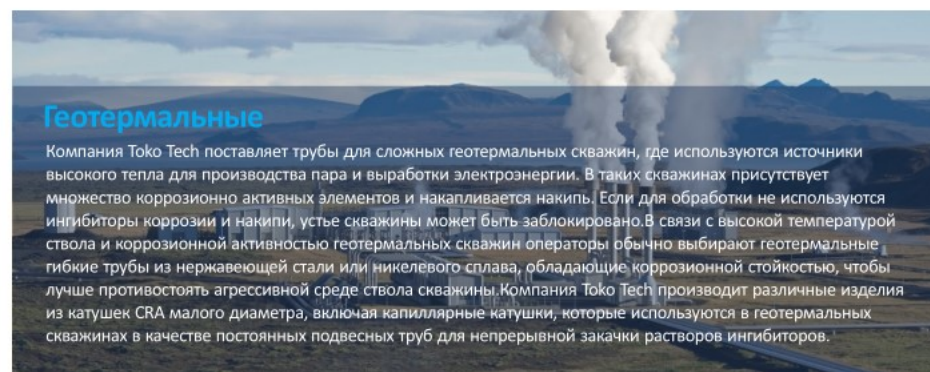 Геотермальные
Компания Toko Tech поставляет трубы для сложных геотермальных скважин, где используются источники
высокого тепла для производства пара и выработки электроэнергии. В таких скважинах присутствует
множество коррозионно активных элементов и накапливается накипь. Если для обработки не используются
ингибиторы коррозии и накипи, устье скважины может быть заблокировано.В связи с высокой температурой
ствола и коррозионной активностью геотермальных скважин операторы обычно выбирают геотермальные
гибкие трубы из нержавеющей стали или никелевого сплава, обладающие коррозионной стойкостью, чтобы
лучше противостоять агрессивной среде ствола скважины.Компания Toko Tech производит различные изделия
из катушек CRA малого диаметра, включая капиллярные катушки, которые используются в геотермальных
скважинах в качестве постоянных подвесных труб для непрерывной закачки растворов ингибиторов.